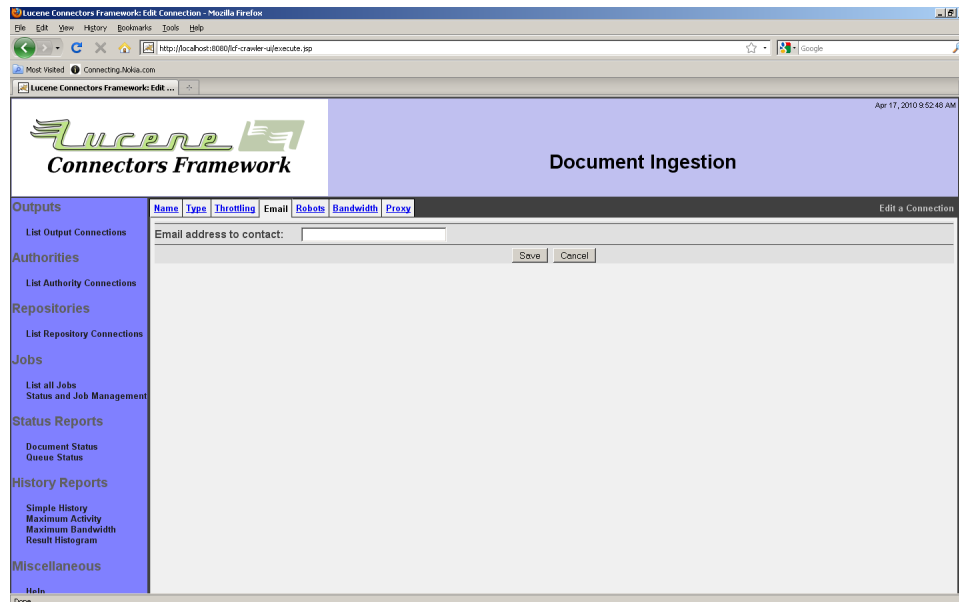 Lucene Connectors Framework: Edit Connection - Mozilla Firefox
File Edit View History Bookmarks Tools Help
http://localhost:8080/lcf-crawler-ui/execute.jsp
Google
Most Visited Connecting.Nokia.com
Lucene Connectors Framework: Edit ...
Apr 17, 2010 9:52:48 AM
Lucene
Connectors Framework
Document Ingestion
Name Type Throttling Email Robots Bandwidth Proxy
Edit a Connection
Email address to contact:
Save Cancel
Outputs
List Output Connections
Authorities
List Authority Connections
Repositories
List Repository Connections
Jobs
List all Jobs
Status and Job Management
Status Reports
Document Status
Queue Status
History Reports
Simple History
Maximum Activity
Maximum Bandwidth
Result Histogram
Miscellaneous
Help
Done